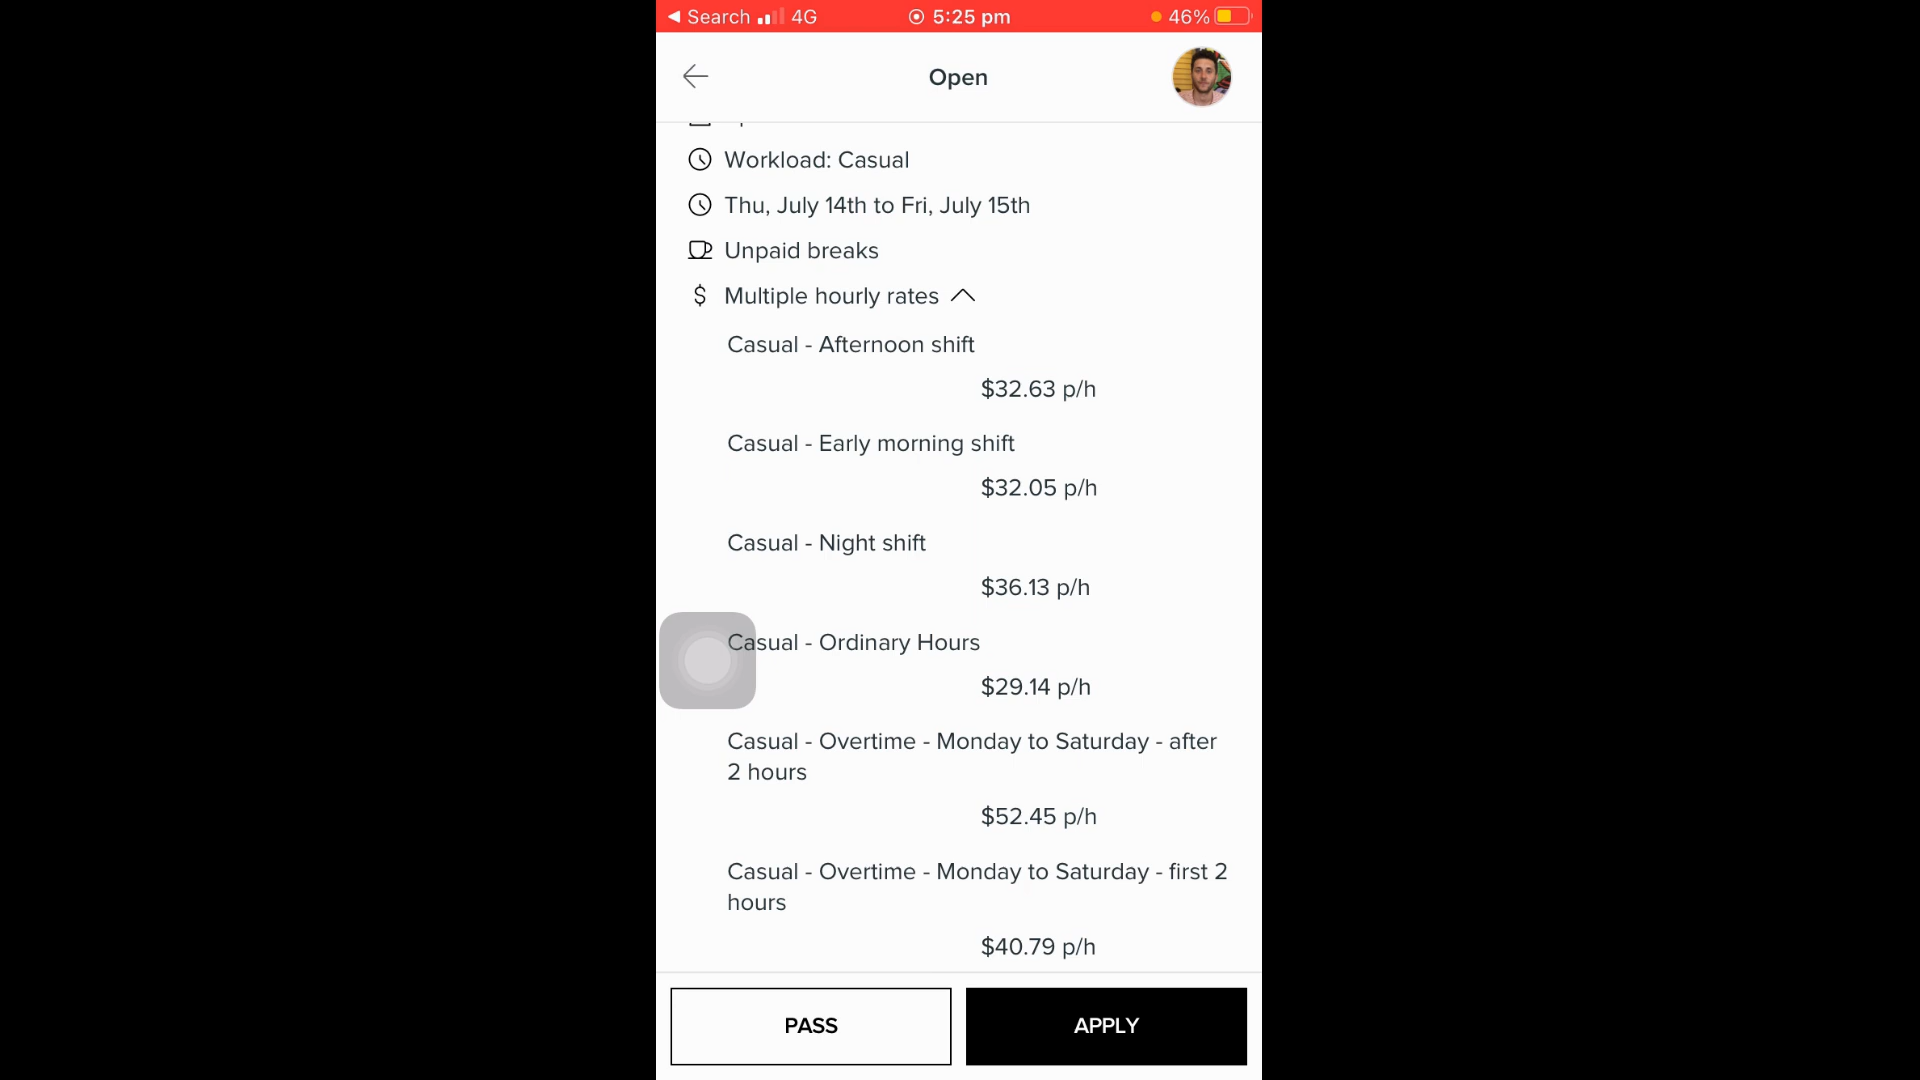 ◀ Search 4G 5:25 pm 46%
Open
Workload: Casual
Thu, July 14th to Fri, July 15th
Unpaid breaks
$ Multiple hourly rates
Casual - Afternoon shift
$32.63 p/h
Casual - Early morning shift
$32.05 p/h
Casual - Night shift
$36.13 p/h
Casual - Ordinary Hours
$29.14 p/h
Casual - Overtime - Monday to Saturday - after
2 hours
$52.45 p/h
Casual - Overtime - Monday to Saturday - first 2
hours
$40.79 p/h
PASS APPLY